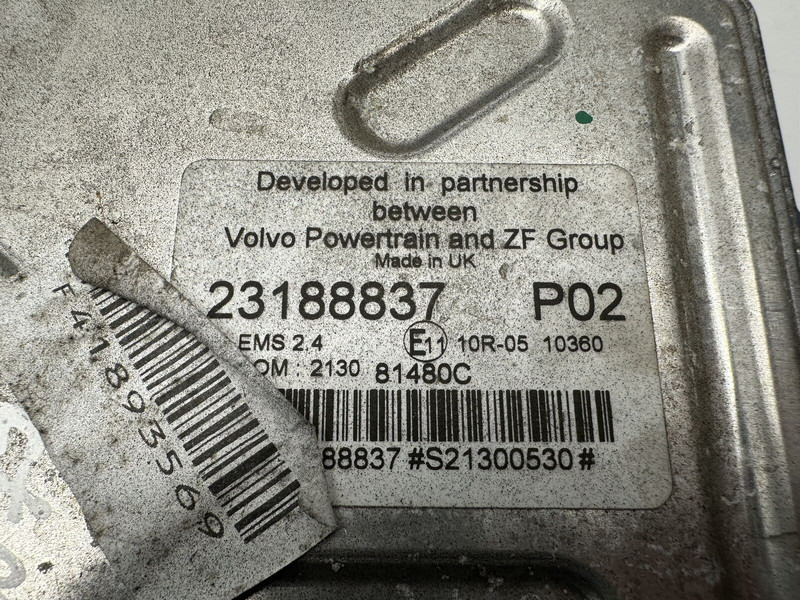 Developed in partnership
between
Volvo Powertrain and ZF Group
Made in UK
23188837 P02
EMS 2.4 E11 10R-05 10360
OM : 2130 81480C
88837 #S21300530#
F41893569